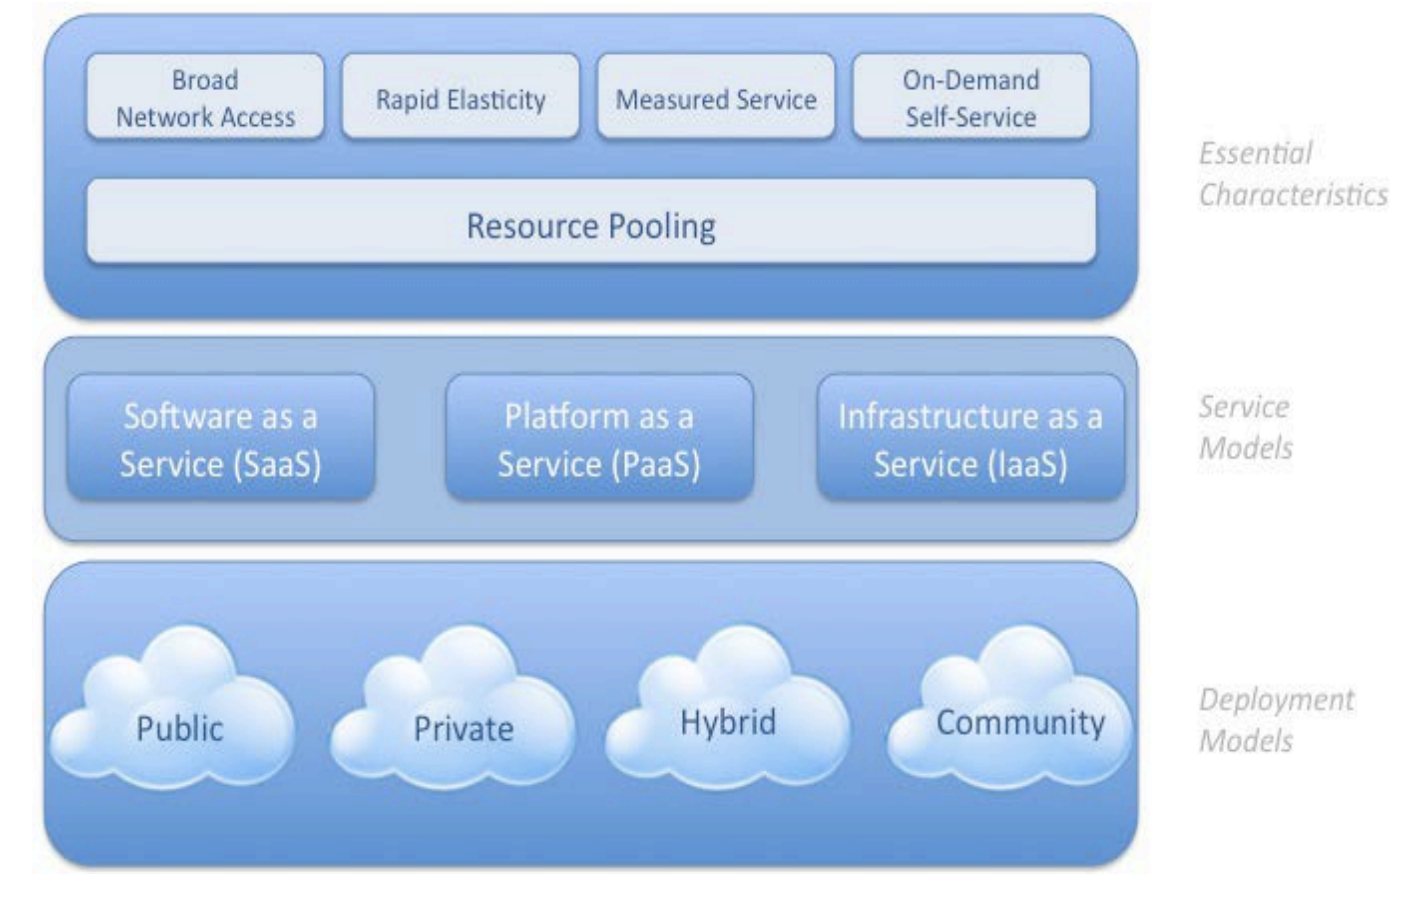 Broad
Network Access
Rapid Elasticity
Measured Service
On-Demand
Self-Service
Resource Pooling
Essential
Characteristics
Software as a
Service (SaaS)
Platform as a
Service (PaaS)
Infrastructure as a
Service (IaaS)
Service
Models
Public
Private
Hybrid
Community
Deployment
Models